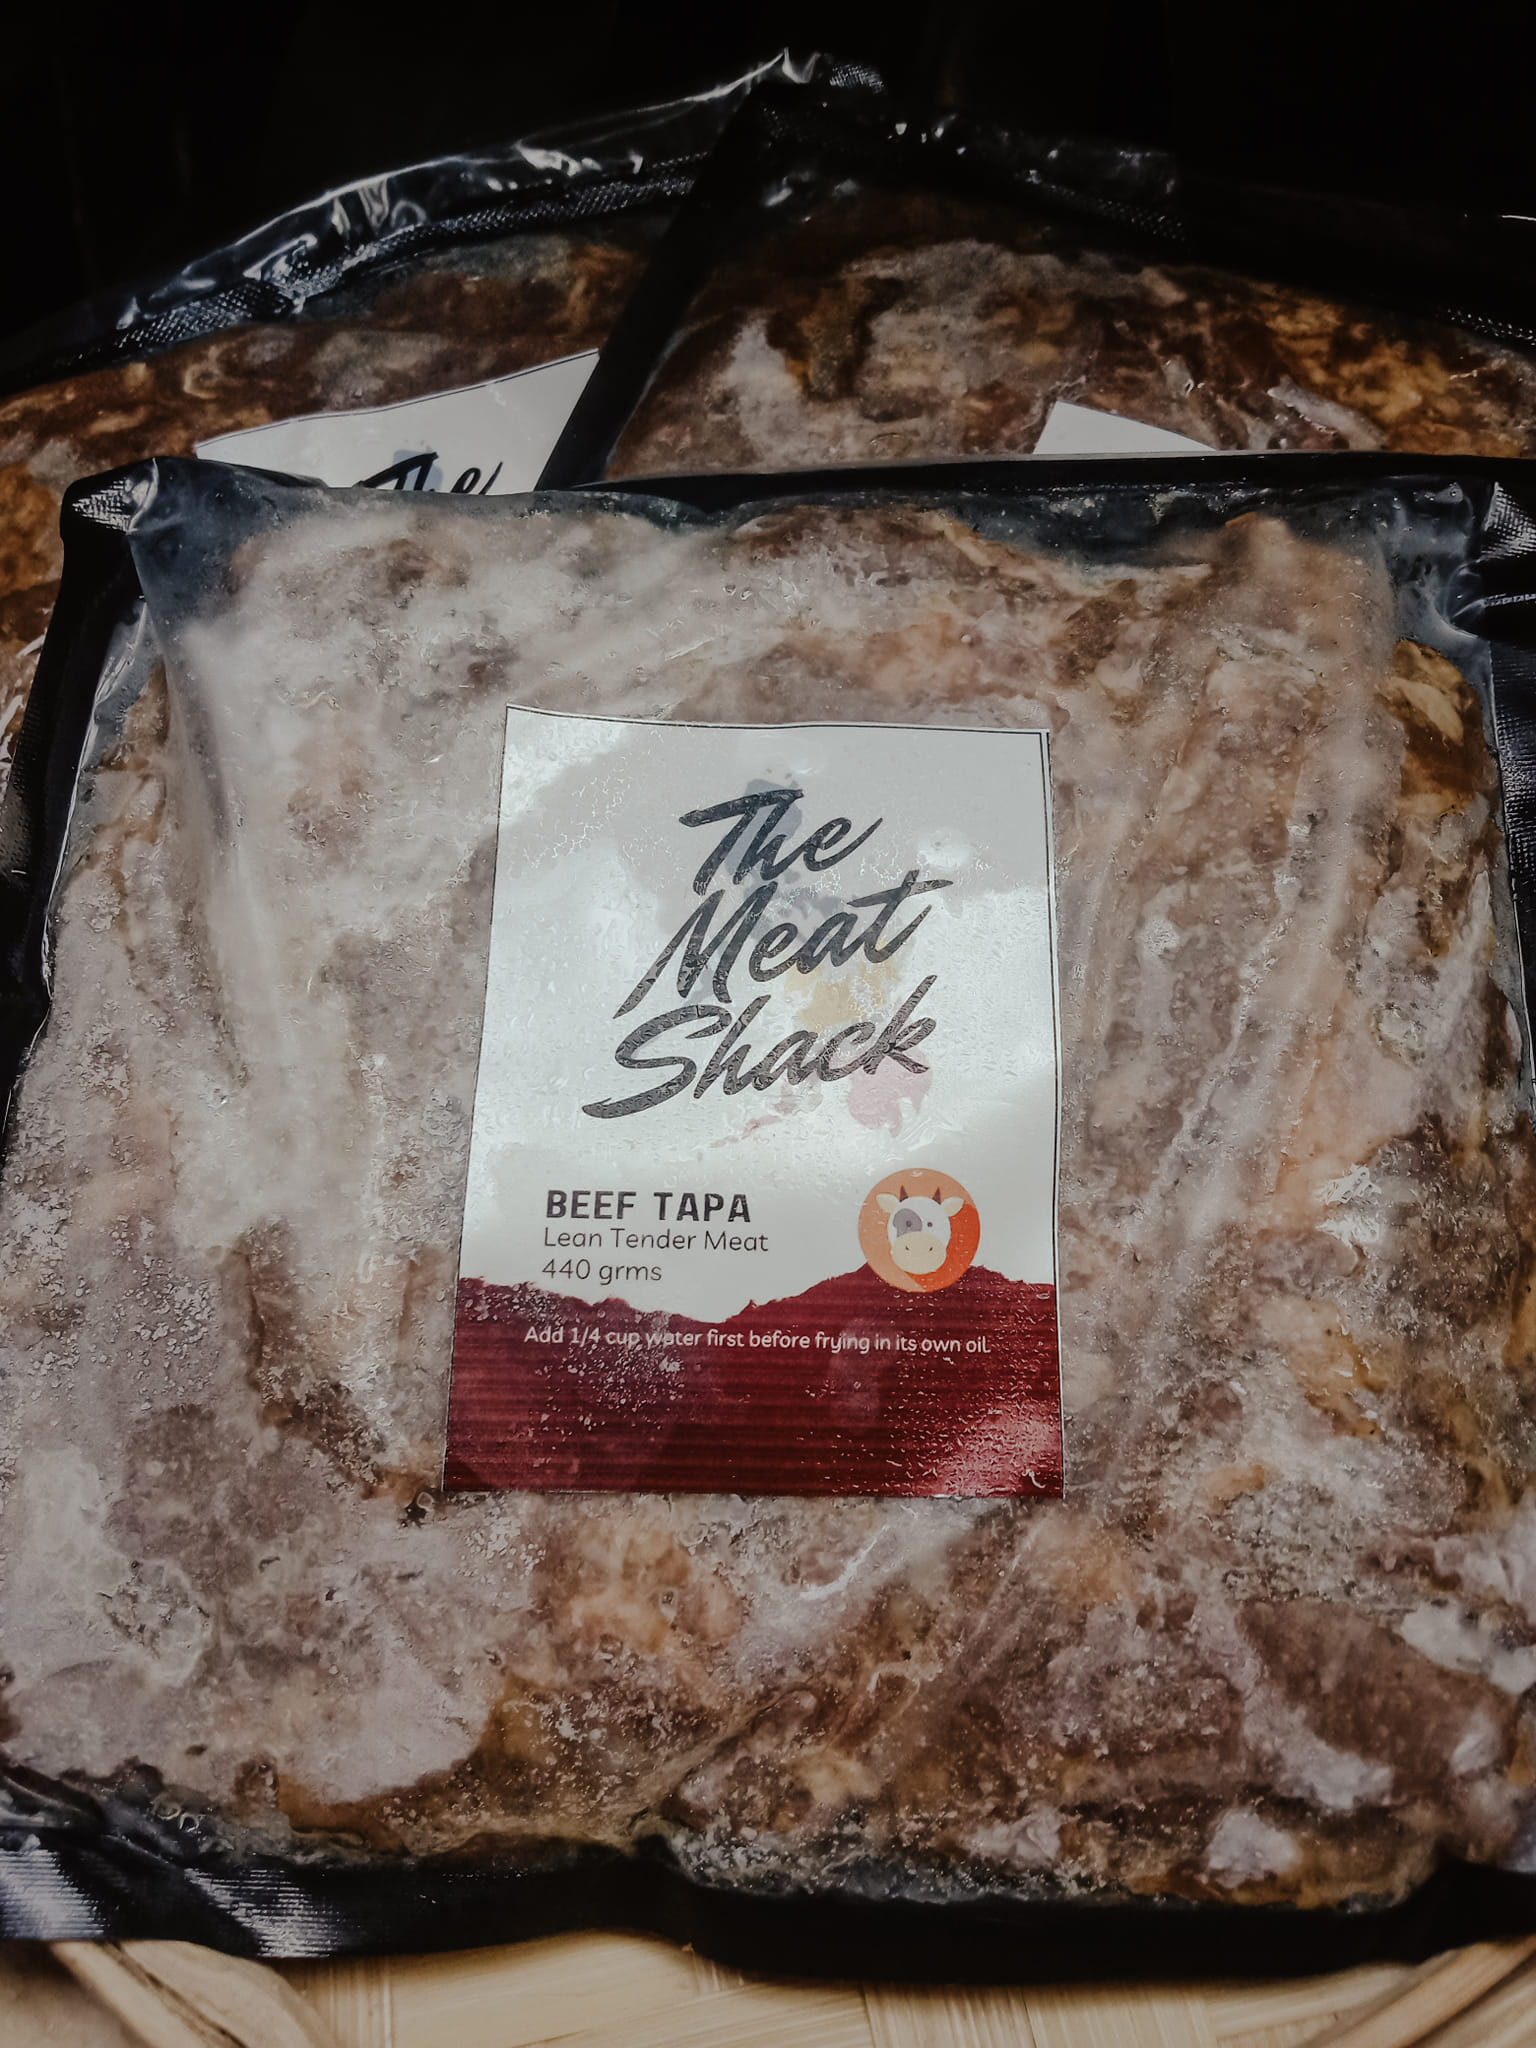 The
The
Meat
Shack
BEEF TAPA
Lean Tender Meat
440 grms
Add 1/4 cup water first before frying in its own oil.